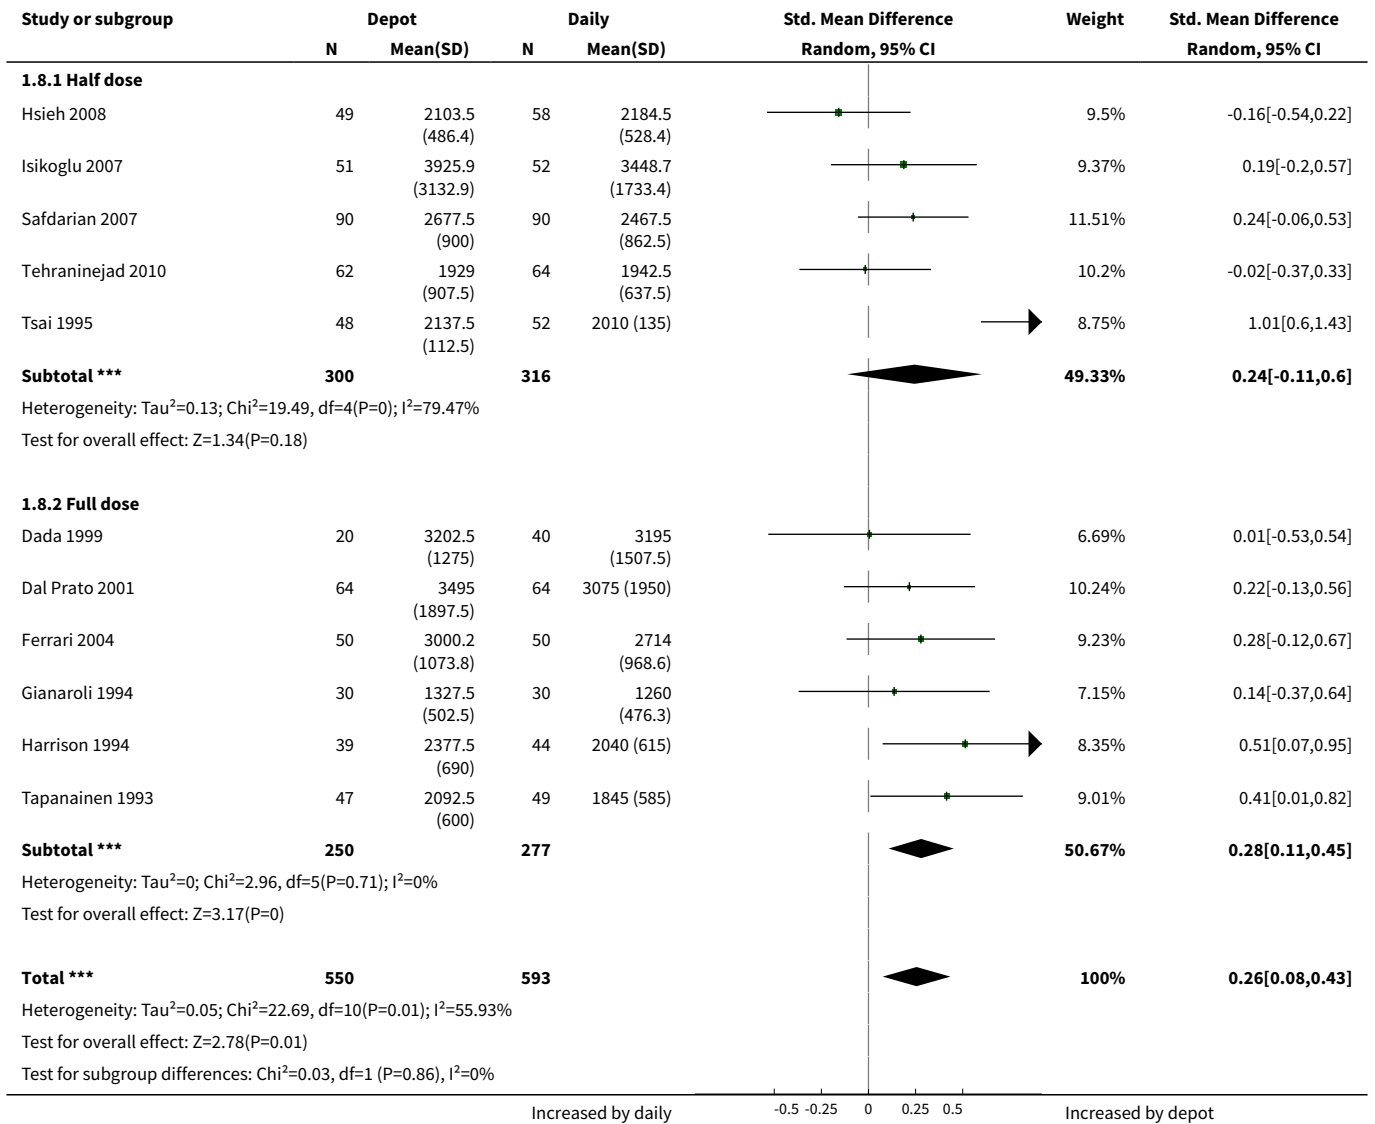 Study or subgroup Depot Daily Std. Mean Difference Weight Std. Mean Difference
N Mean(SD) N Mean(SD) Random, 95% CI Random, 95% CI
1.8.1 Half dose
Hsieh 2008 49 2103.5 58 2184.5 9.5% -0.16[-0.54,0.22]
(486.4) (528.4)
Isikoglu 2007 51 3925.9 52 3448.7 9.37% 0.19[-0.2,0.57]
(3132.9) (1733.4)
Safdarian 2007 90 2677.5 90 2467.5 11.51% 0.24[-0.06,0.53]
(900) (862.5)
Tehraninejad 2010 62 1929 64 1942.5 10.2% -0.02[-0.37,0.33]
(907.5) (637.5)
Tsai 1995 48 2137.5 52 2010 (135) 8.75% 1.01[0.6,1.43]
(112.5)
Subtotal *** 300 316 49.33% 0.24[-0.11,0.6]
Heterogeneity: Tau²=0.13; Chi²=19.49, df=4(P=0); I²=79.47%
Test for overall effect: Z=1.34(P=0.18)
1.8.2 Full dose
Dada 1999 20 3202.5 40 3195 6.69% 0.01[-0.53,0.54]
(1275) (1507.5)
Dal Prato 2001 64 3495 64 3075 (1950) 10.24% 0.22[-0.13,0.56]
(1897.5)
Ferrari 2004 50 3000.2 50 2714 9.23% 0.28[-0.12,0.67]
(1073.8) (968.6)
Gianaroli 1994 30 1327.5 30 1260 7.15% 0.14[-0.37,0.64]
(502.5) (476.3)
Harrison 1994 39 2377.5 44 2040 (615) 8.35% 0.51[0.07,0.95]
(690)
Tapanainen 1993 47 2092.5 49 1845 (585) 9.01% 0.41[0.01,0.82]
(600)
Subtotal *** 250 277 50.67% 0.28[0.11,0.45]
Heterogeneity: Tau²=0; Chi²=2.96, df=5(P=0.71); I²=0%
Test for overall effect: Z=3.17(P=0)
Total *** 550 593 100% 0.26[0.08,0.43]
Heterogeneity: Tau²=0.05; Chi²=22.69, df=10(P=0.01); I²=55.93%
Test for overall effect: Z=2.78(P=0.01)
Test for subgroup differences: Chi²=0.03, df=1 (P=0.86), I²=0%
Increased by daily -0.5 -0.25 0 0.25 0.5 Increased by depot